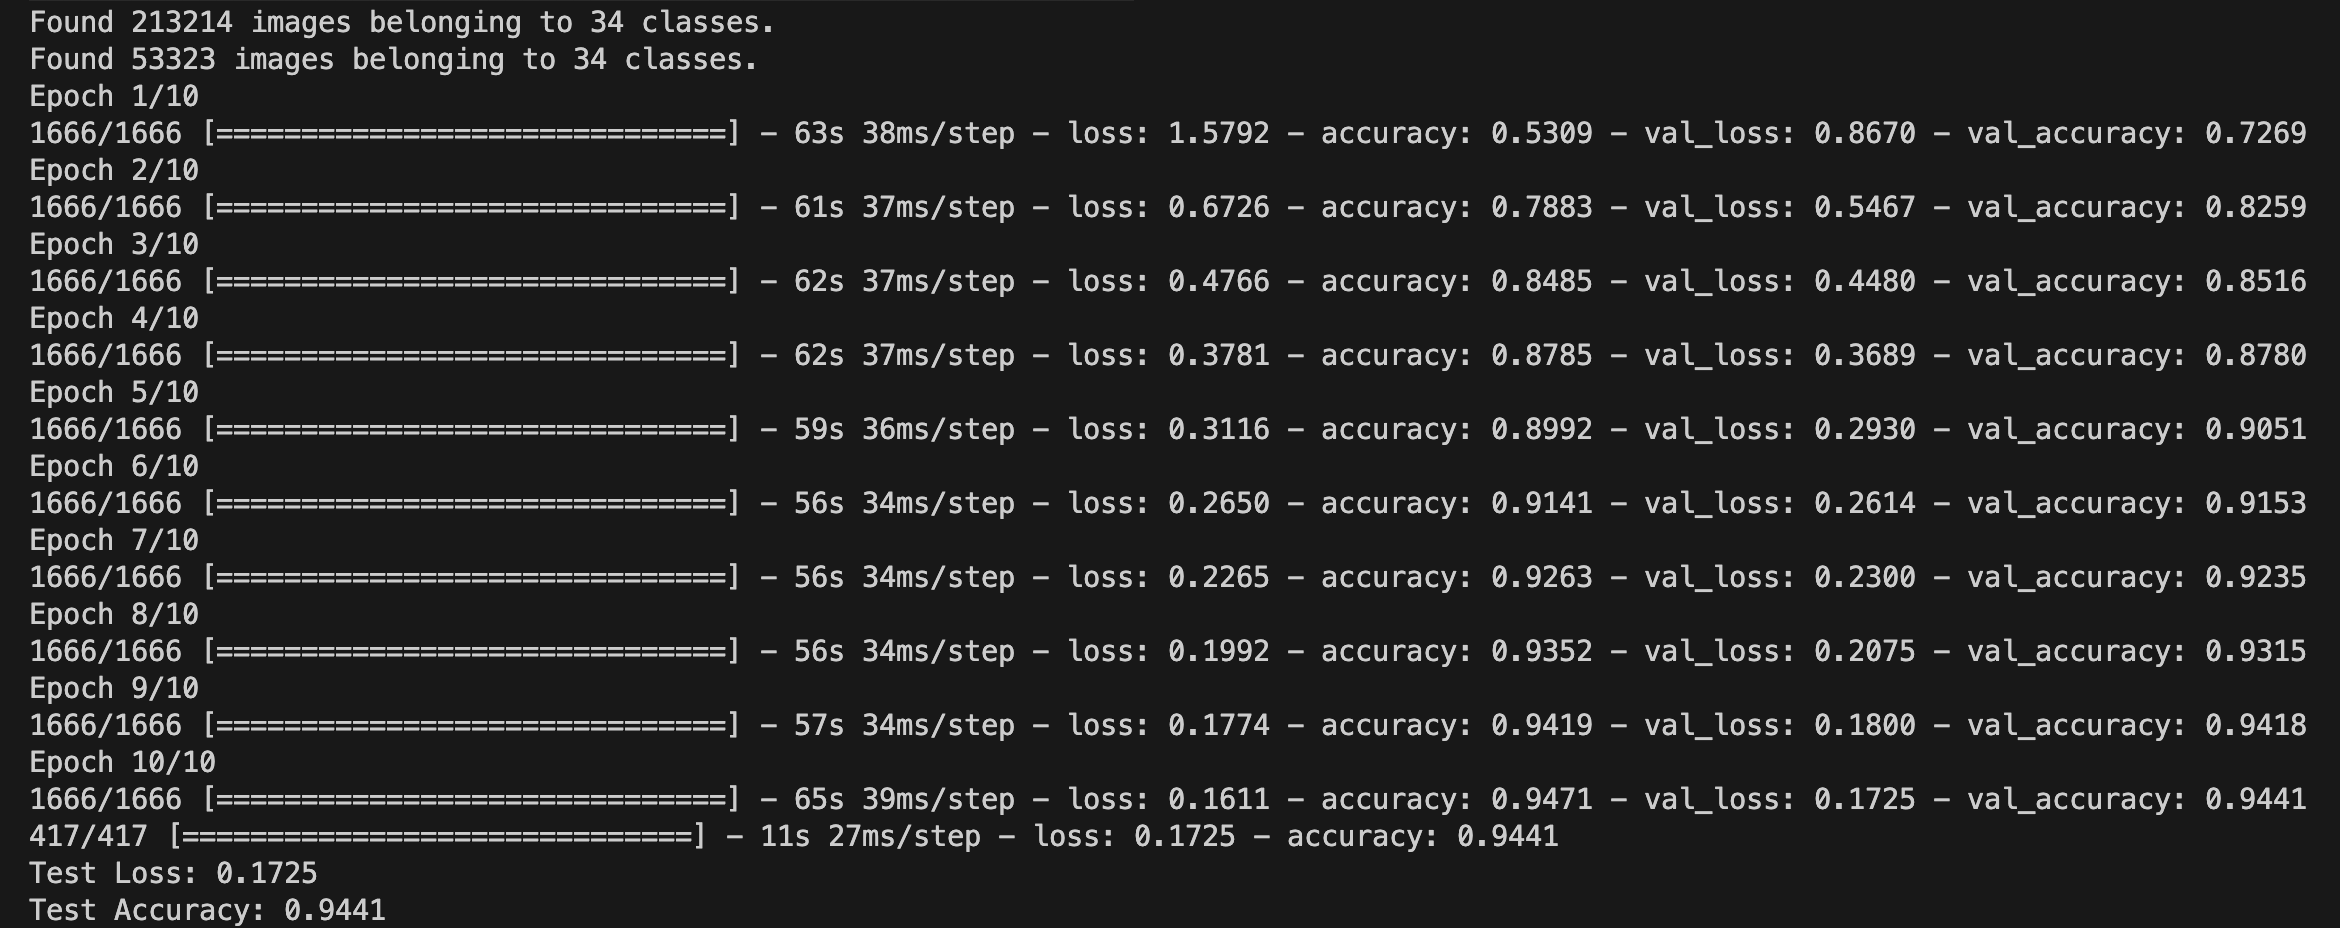 Found 213214 images belonging to 34 classes.
Found 53323 images belonging to 34 classes.
Epoch 1/10
1666/1666 [==============================] - 63s 38ms/step - loss: 1.5792 - accuracy: 0.5309 - val_loss: 0.8670 - val_accuracy: 0.7269
Epoch 2/10
1666/1666 [==============================] - 61s 37ms/step - loss: 0.6726 - accuracy: 0.7883 - val_loss: 0.5467 - val_accuracy: 0.8259
Epoch 3/10
1666/1666 [==============================] - 62s 37ms/step - loss: 0.4766 - accuracy: 0.8485 - val_loss: 0.4480 - val_accuracy: 0.8516
Epoch 4/10
1666/1666 [==============================] - 62s 37ms/step - loss: 0.3781 - accuracy: 0.8785 - val_loss: 0.3689 - val_accuracy: 0.8780
Epoch 5/10
1666/1666 [==============================] - 59s 36ms/step - loss: 0.3116 - accuracy: 0.8992 - val_loss: 0.2930 - val_accuracy: 0.9051
Epoch 6/10
1666/1666 [==============================] - 56s 34ms/step - loss: 0.2650 - accuracy: 0.9141 - val_loss: 0.2614 - val_accuracy: 0.9153
Epoch 7/10
1666/1666 [==============================] - 56s 34ms/step - loss: 0.2265 - accuracy: 0.9263 - val_loss: 0.2300 - val_accuracy: 0.9235
Epoch 8/10
1666/1666 [==============================] - 56s 34ms/step - loss: 0.1992 - accuracy: 0.9352 - val_loss: 0.2075 - val_accuracy: 0.9315
Epoch 9/10
1666/1666 [==============================] - 57s 34ms/step - loss: 0.1774 - accuracy: 0.9419 - val_loss: 0.1800 - val_accuracy: 0.9418
Epoch 10/10
1666/1666 [==============================] - 65s 39ms/step - loss: 0.1611 - accuracy: 0.9471 - val_loss: 0.1725 - val_accuracy: 0.9441
417/417 [==============================] - 11s 27ms/step - loss: 0.1725 - accuracy: 0.9441
Test Loss: 0.1725
Test Accuracy: 0.9441